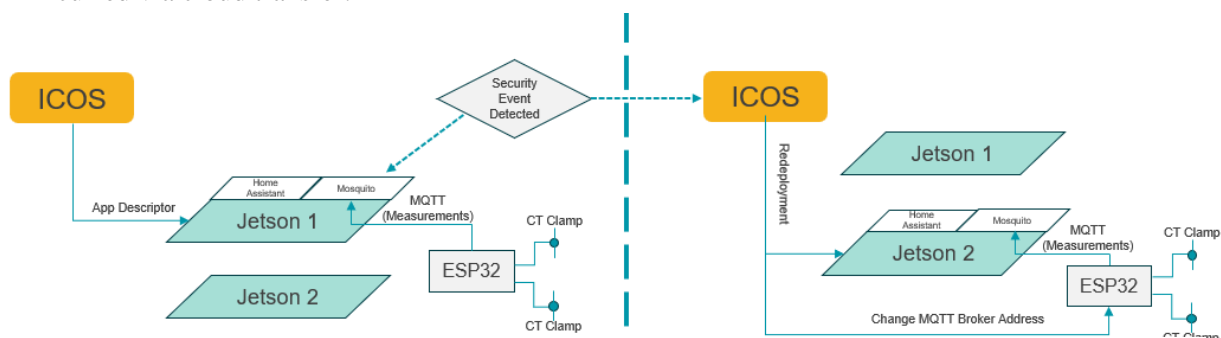 ICOS
Security
Event
Detected
App Descriptor
Home
Assistant
Mosquito
Jetson 1
MQTT
(Measurements)
CT Clamp
ESP32
Jetson 2
CT Clamp
ICOS
Redeployment
Jetson 1
Home
Assistant
Mosquito
Jetson 2
MQTT
(Measurements)
CT Clamp
ESP32
Change MQTT Broker Address
CT Clamp